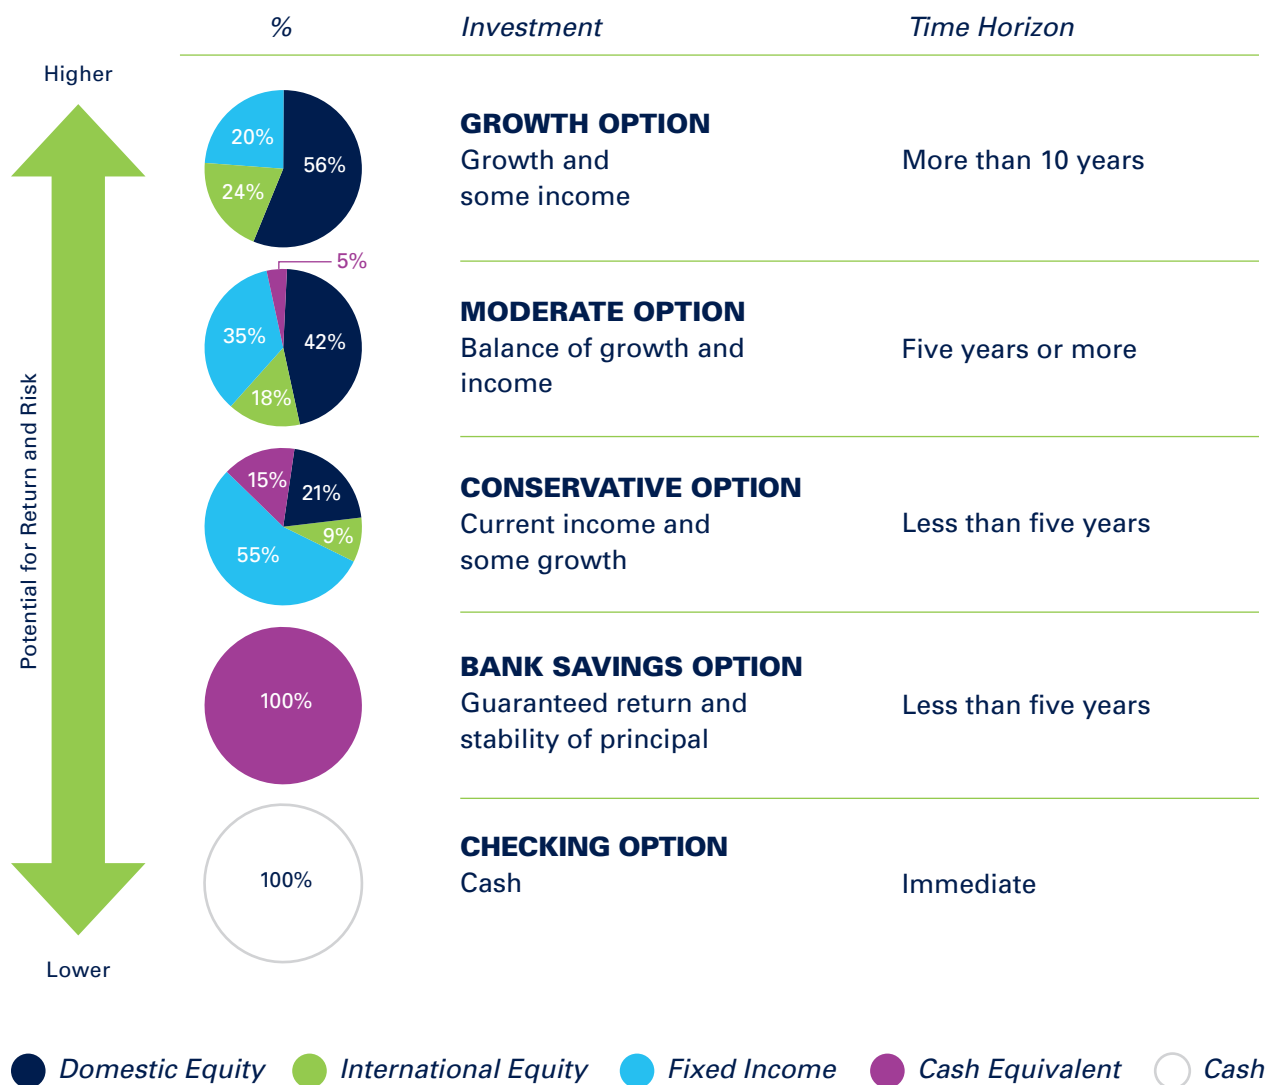 %
Investment
Time Horizon
Higher
Potential for Return and Risk
Lower
20%
56%
24%
GROWTH OPTION
Growth and
some income
More than 10 years
5%
35%
42%
18%
MODERATE OPTION
Balance of growth and
income
Five years or more
15%
21%
9%
55%
CONSERVATIVE OPTION
Current income and
some growth
Less than five years
100%
BANK SAVINGS OPTION
Guaranteed return and
stability of principal
Less than five years
100%
CHECKING OPTION
Cash
Immediate
Domestic Equity
International Equity
Fixed Income
Cash Equivalent
Cash